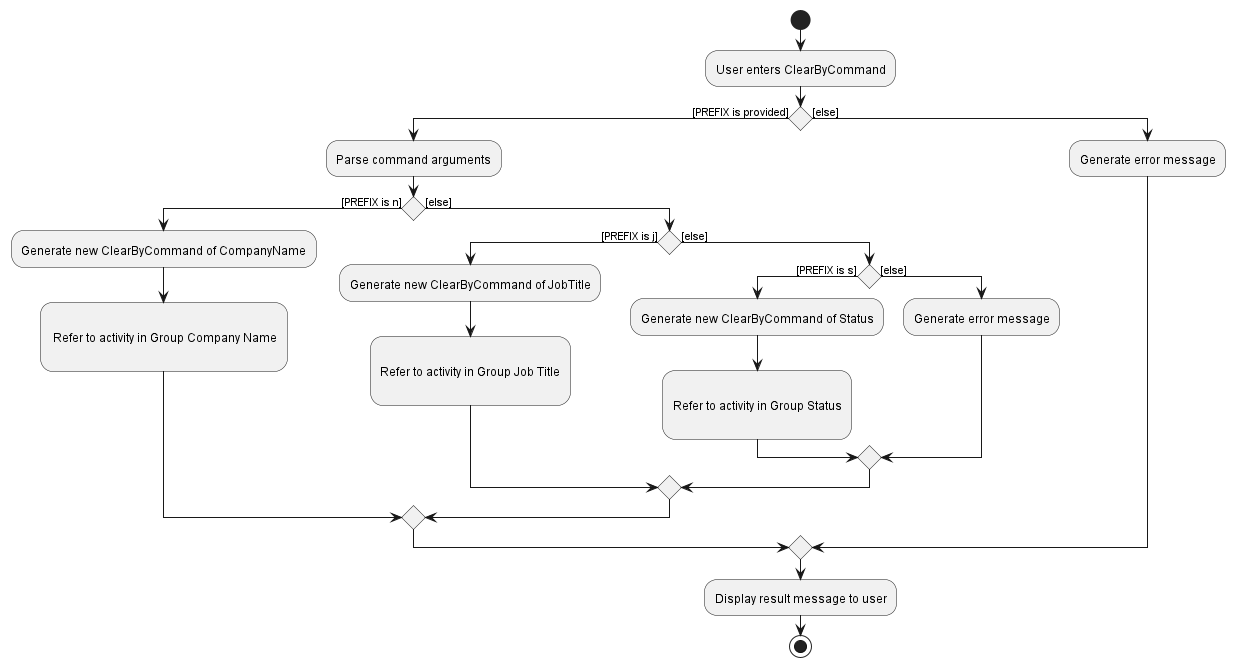 User enters ClearByCommand
[PREFIX is provided]
[else]
Parse command arguments
Generate error message
[PREFIX is n]
[else]
Generate new ClearByCommand of CompanyName
[PREFIX is j]
[else]
Refer to activity in Group Company Name
Generate new ClearByCommand of JobTitle
[PREFIX is s]
[else]
Refer to activity in Group Job Title
Generate new ClearByCommand of Status
Generate error message
Refer to activity in Group Status
Display result message to user